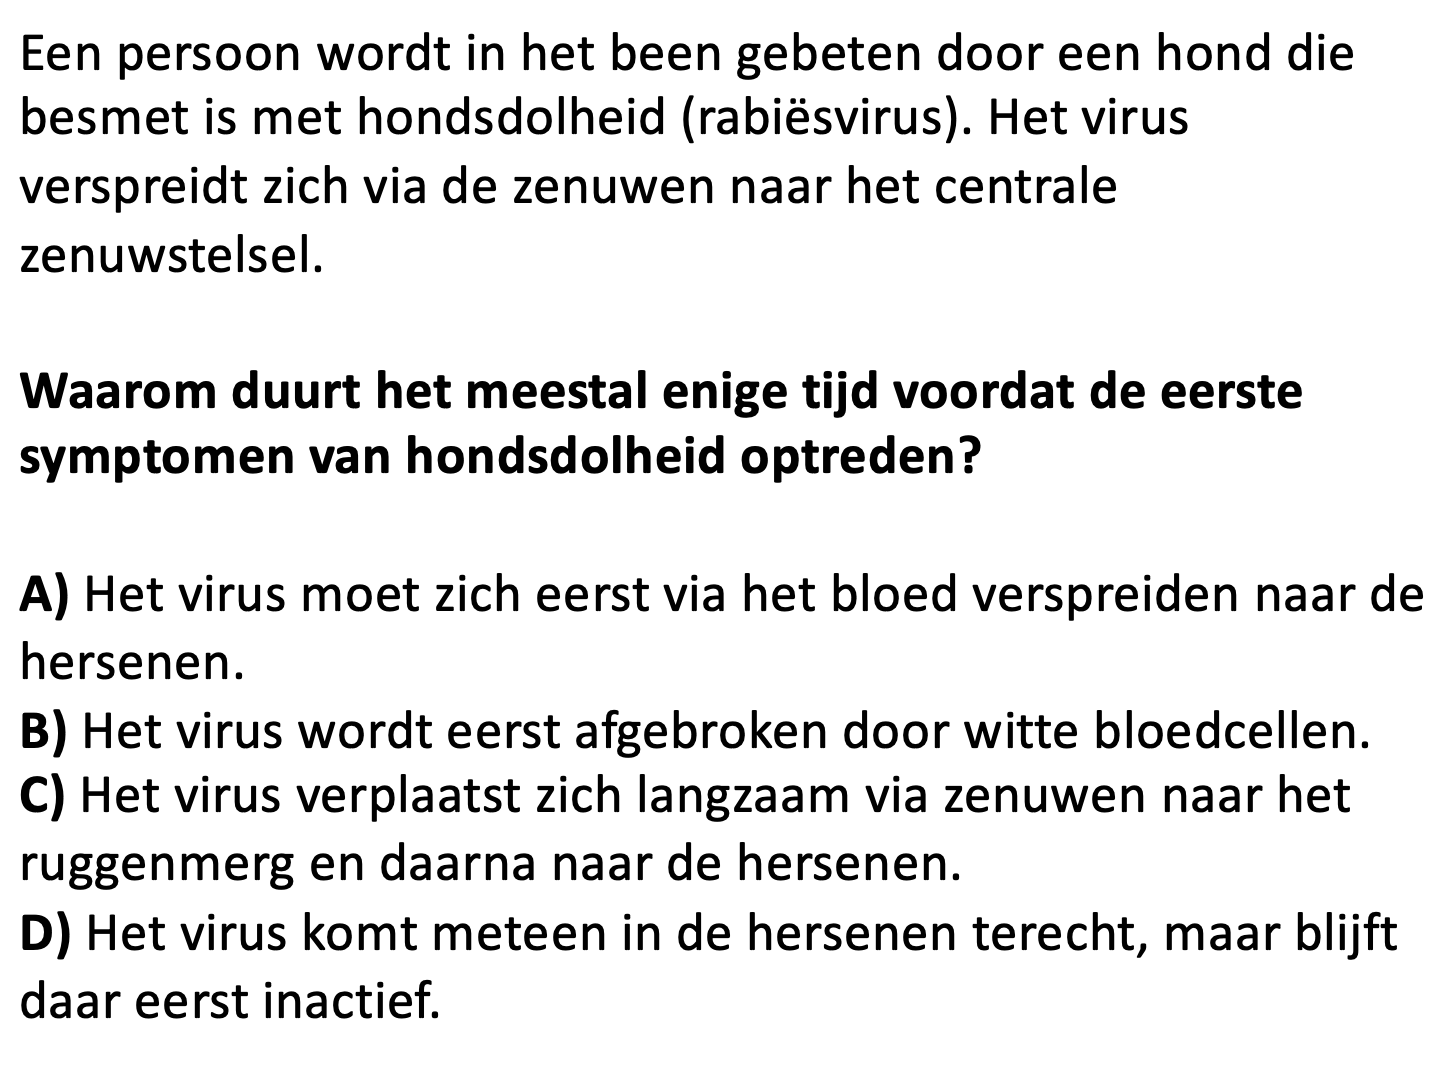 Een persoon wordt in het been gebeten door een hond die
besmet is met hondsdolheid (rabiësvirus). Het virus
verspreidt zich via de zenuwen naar het centrale
zenuwstelsel.
Waarom duurt het meestal enige tijd voordat de eerste
symptomen van hondsdolheid optreden?
A) Het virus moet zich eerst via het bloed verspreiden naar de
hersenen.
B) Het virus wordt eerst afgebroken door witte bloedcellen.
C) Het virus verplaatst zich langzaam via zenuwen naar het
ruggenmerg en daarna naar de hersenen.
D) Het virus komt meteen in de hersenen terecht, maar blijft
daar eerst inactief.